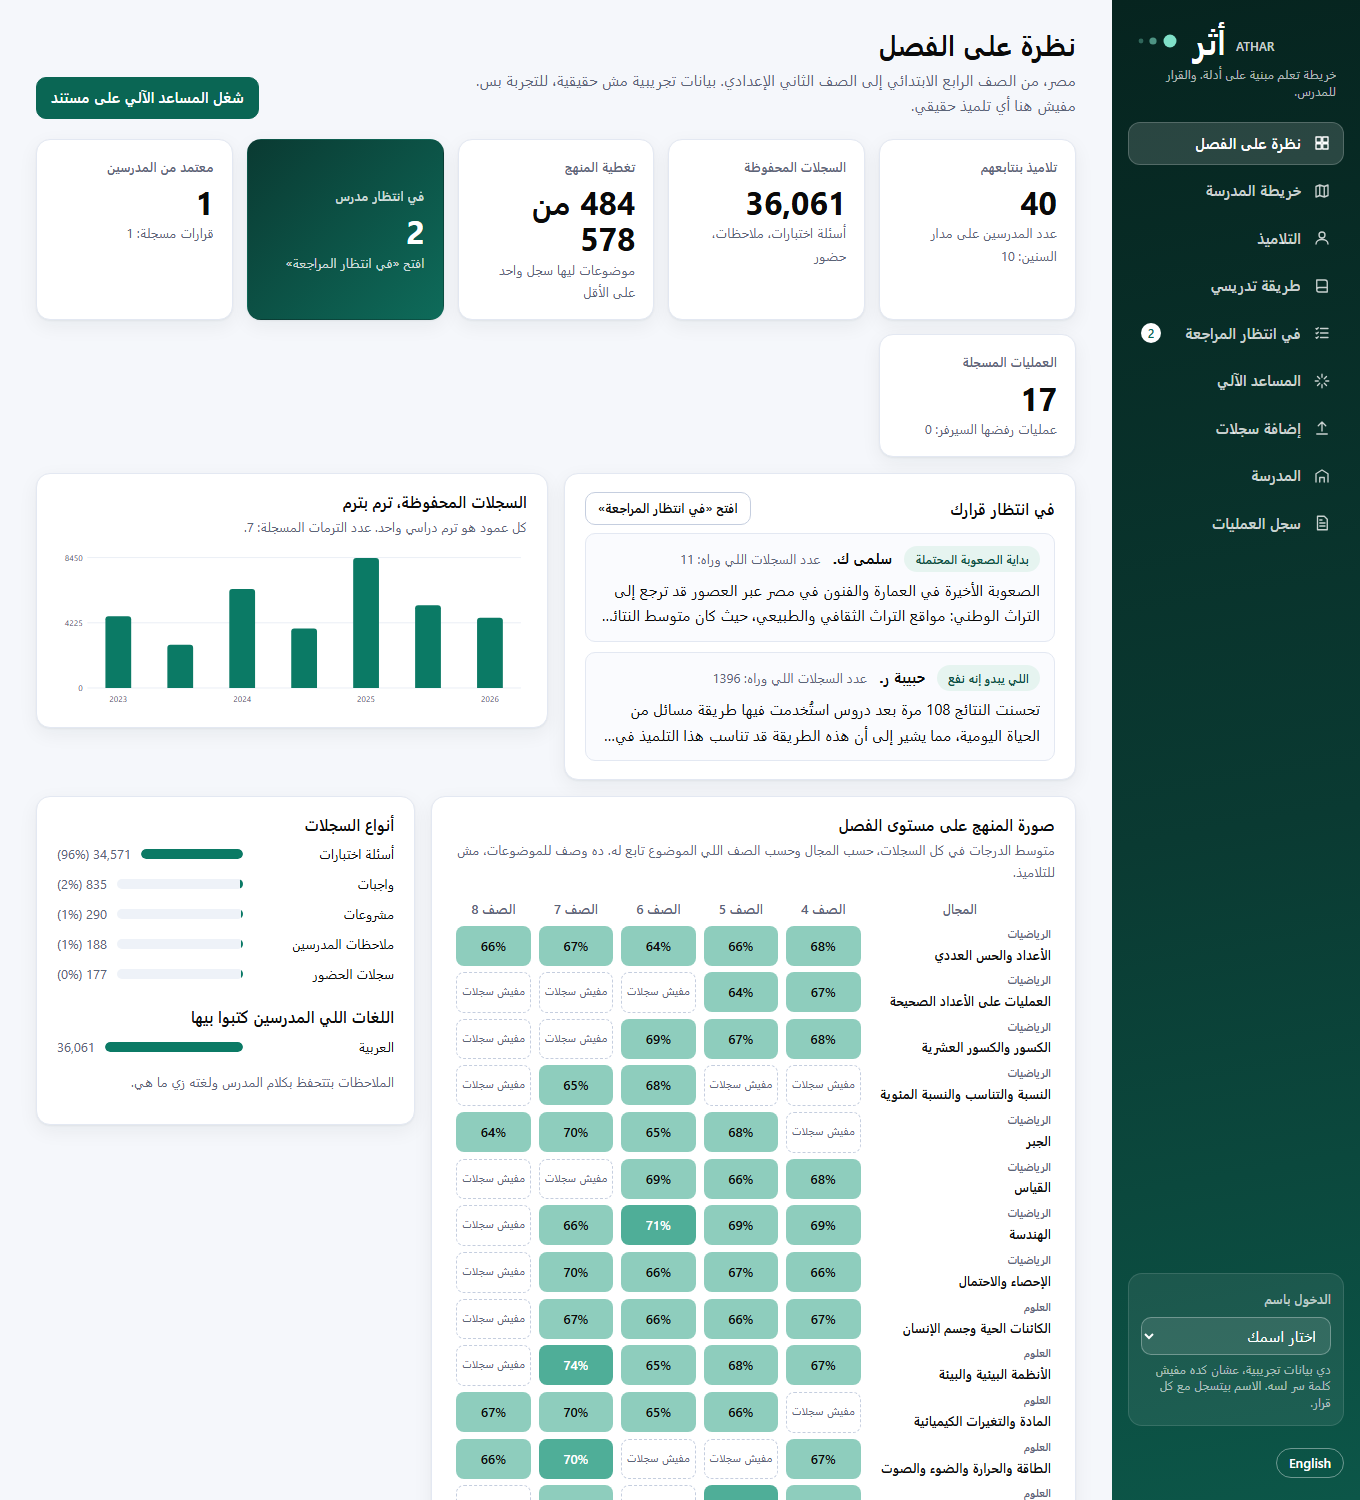 أثر ATHAR
خريطة تعلم مبنية على أدلة، والقرار
للمدرس.
نظرة على الفصل
خريطة المدرسة
التلاميذ
طريقة تدريسي
في انتظار المراجعة 2
المساعد الآلي
إضافة سجلات
المدرسة
سجل العمليات
الدخول باسم
اختار اسمك
دي بيانات تجريبية، عشان كده مفيش
كلمة سر لسه. الاسم بيتسجل مع كل
قرار.
English
نظرة على الفصل
مصر، من الصف الرابع الابتدائي إلى الصف الثاني الإعدادي. بيانات تجريبية مش حقيقية، للتجربة بس.
مفيش هنا أي تلميذ حقيقي.
شغل المساعد الآلي على مستند
تلاميذ بنتابعهم
40
عدد المدرسين على مدار
السنين: 10
السجلات المحفوظة
36,061
أسئلة اختبارات، ملاحظات،
حضور
تغطية المنهج
484 من
578
موضوعات ليها سجل واحد
على الأقل
في انتظار مدرس
2
افتح «في انتظار المراجعة»
معتمد من المدرسين
1
قرارات مسجلة: 1
العمليات المسجلة
17
عمليات رفضها السيرفر: 0
في انتظار قرارك
افتح «في انتظار المراجعة»
بداية الصعوبة المحتملة سلمى ك. عدد السجلات اللي وراه: 11
الصعوبة الأخيرة في العمارة والفنون في مصر عبر العصور قد ترجع إلى
التراث الوطني: مواقع التراث الثقافي والطبيعي، حيث كان متوسط النتائـ...
اللي يبدو إنه نفع حبيبة ر. عدد السجلات اللي وراه: 1396
تحسنت النتائج 108 مرة بعد دروس استُخدمت فيها طريقة مسائل من
الحياة اليومية، مما يشير إلى أن هذه الطريقة قد تناسب هذا التلميذ في...
السجلات المحفوظة، ترم بترم
كل عمود هو ترم دراسي واحد. عدد الترمات المسجلة: 7.
8450
4225
0
2023 2024 2025 2026
صورة المنهج على مستوى الفصل
متوسط الدرجات في كل السجلات، حسب المجال وحسب الصف اللي الموضوع تابع له. ده وصف للموضوعات، مش
للتلاميذ.
المجال الصف 4 الصف 5 الصف 6 الصف 7 الصف 8
الرياضيات
الأعداد والحس العددي 68% 66% 64% 67% 66%
الرياضيات
العمليات على الأعداد الصحيحة 67% 64% مفيش سجلات مفيش سجلات مفيش سجلات
الرياضيات
الكسور والكسور العشرية 68% 67% 69% مفيش سجلات مفيش سجلات
الرياضيات
النسبة والتناسب والنسبة المئوية مفيش سجلات مفيش سجلات 68% 65% مفيش سجلات
الرياضيات
الجبر مفيش سجلات 68% 65% 70% 64%
الرياضيات
القياس 68% 66% 69% مفيش سجلات مفيش سجلات
الرياضيات
الهندسة 69% 69% 71% 66% مفيش سجلات
الرياضيات
الإحصاء والاحتمال 66% 67% 66% 70% مفيش سجلات
العلوم
الكائنات الحية وجسم الإنسان 67% 66% 66% 67% مفيش سجلات
العلوم
الأنظمة البيئية والبيئة 67% 68% 65% 74% مفيش سجلات
العلوم
المادة والتغيرات الكيميائية مفيش سجلات 66% 65% 70% 67%
العلوم
الطاقة والحرارة والضوء والصوت 67% مفيش سجلات مفيش سجلات 70% 66%
العلوم
أنواع السجلات
أسئلة اختبارات 34,571 (96%)
واجبات 835 (2%)
مشروعات 290 (1%)
ملاحظات المدرسين 188 (1%)
سجلات الحضور 177 (0%)
اللغات اللي المدرسين كتبوا بيها
العربية 36,061
الملاحظات بتتحفظ بكلام المدرس ولغته زي ما هي.